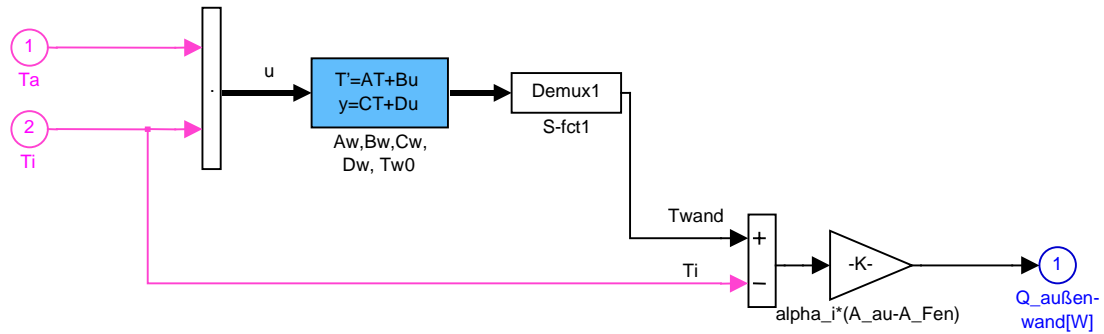 1
Ta
2
Ti
u
T'=AT+Bu
y=CT+Du
Aw,Bw,Cw,
Dw, Tw0
Demux1
S-fct1
Twand
+
Ti
−
-K-
alpha_i*(A_au-A_Fen)
1
Q_außen-
wand[W]